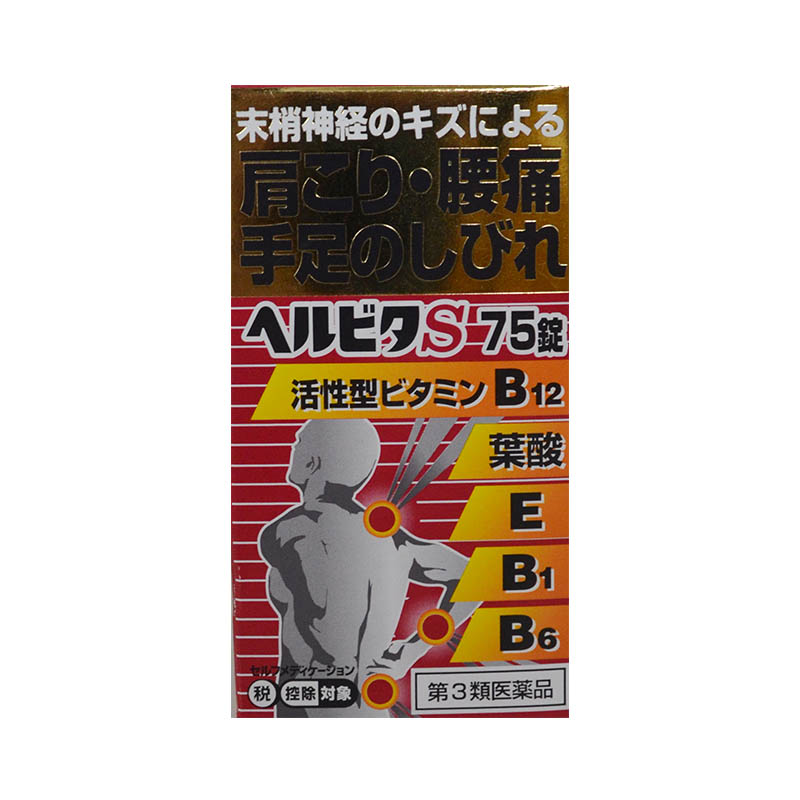 末梢神経のキズによる
肩こり・腰痛
手足のしびれ
ヘルビタS 75錠
活性型ビタミン B12
葉酸
E
B1
B6
セルフメディケーション
税 控除 対象
第3類医薬品